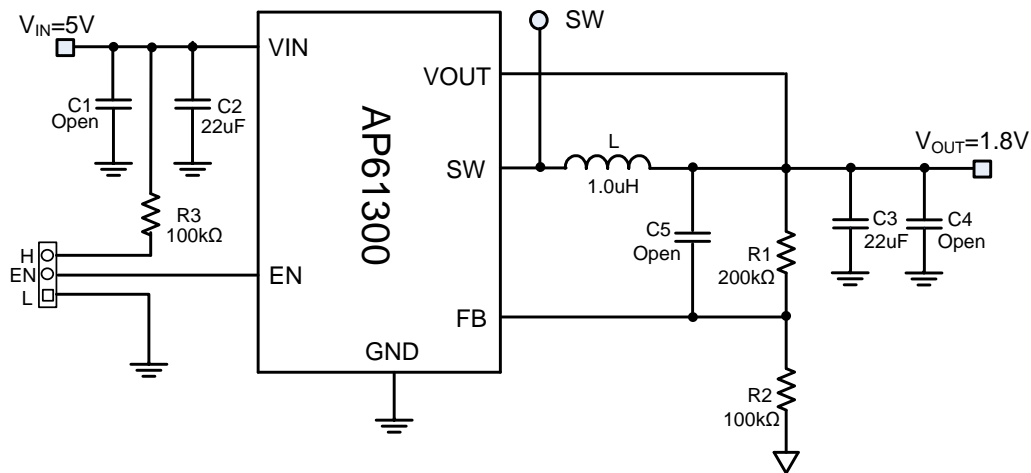 V_IN=5V
SW
VIN
VOUT
C1
Open
C2
22uF
AP61300
SW
L
1.0uH
V_OUT=1.8V
R3
100kΩ
C5
Open
R1
200kΩ
C3
22uF
C4
Open
H
EN
L
EN
FB
GND
R2
100kΩ